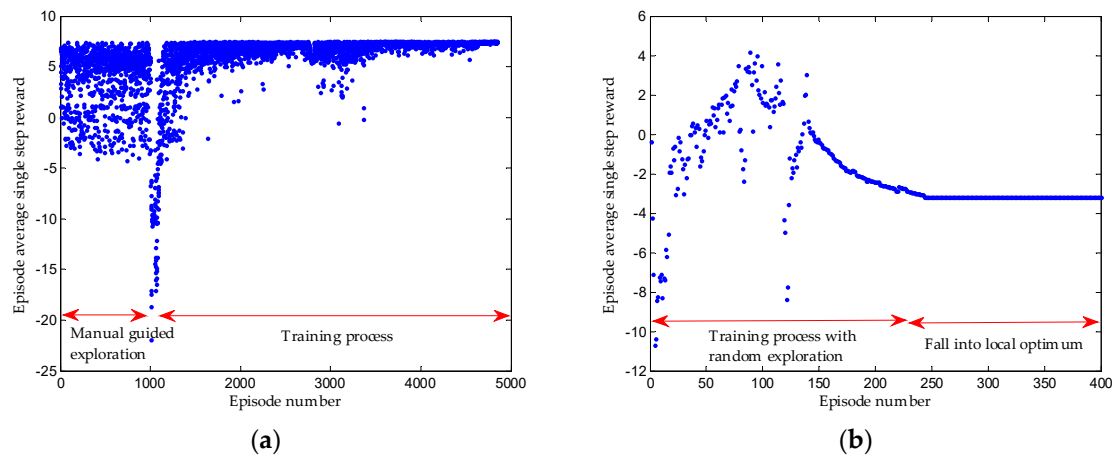 10
5
0
-5
-10
-15
-20
-25
Episode average single step reward
Manual guided
exploration
Training process
0
1000
2000
3000
4000
5000
Episode number
(a)
8
6
4
2
0
-2
-4
-6
-8
-10
-12
Episode average single step reward
Training process with
random exploration
Fall into local optimum
0
50
100
150
200
250
300
350
400
Episode number
(b)